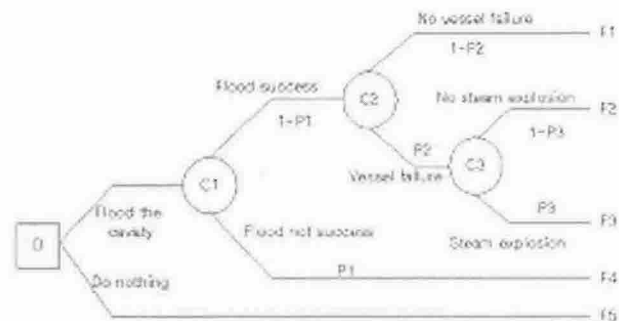 No vessel failure
F1
1-P2
Flood success
C2
No steam explosion
F2
1-P1
1-P3
P2
C3
Vessel failure
C1
P3
Flood the
cavity
Flood not success
F3
Steam explosion
D
Do nothing
P1
F4
F5